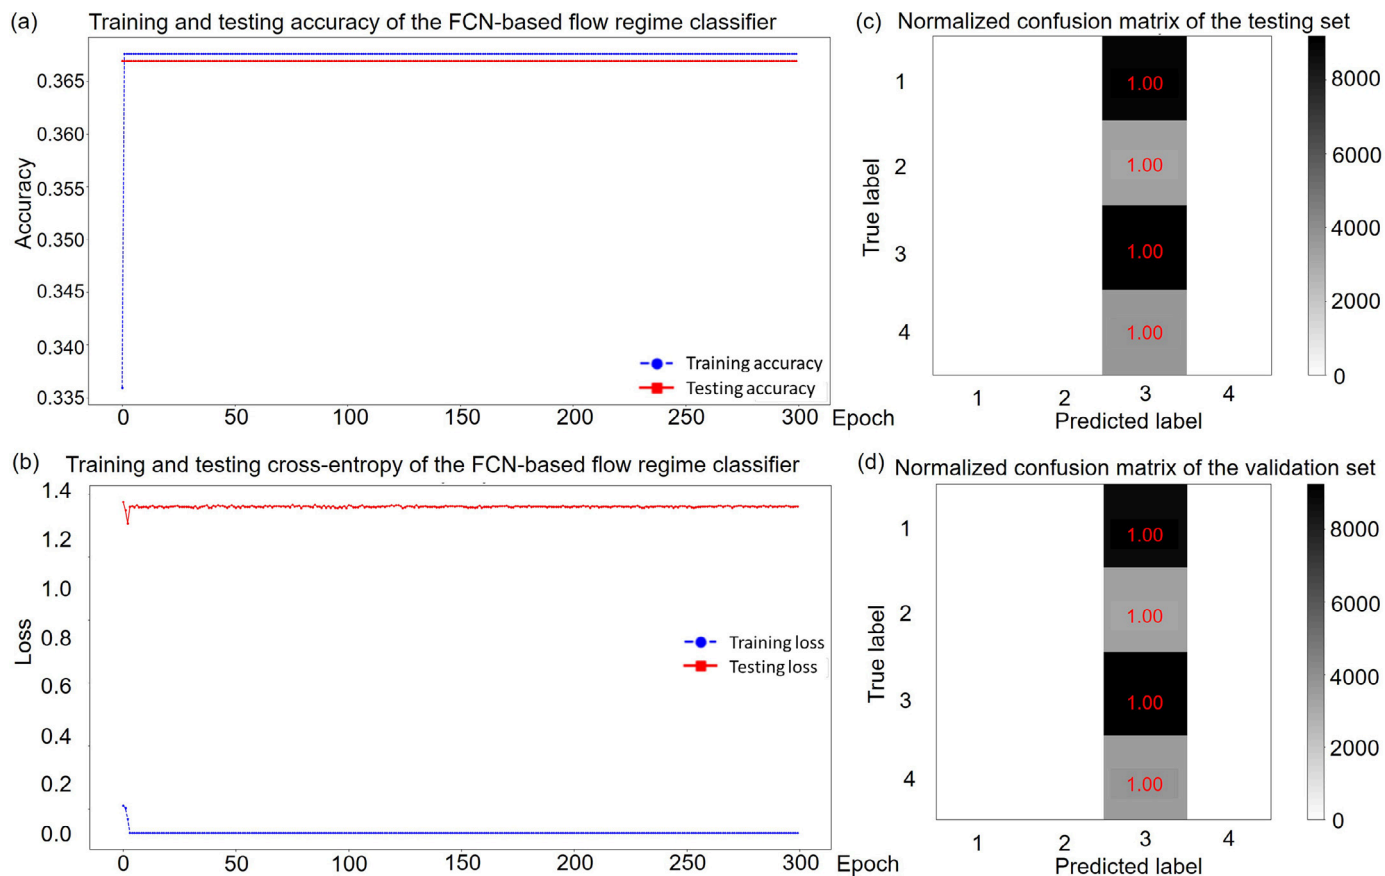 (a) Training and testing accuracy of the FCN-based flow regime classifier
0.365
0.360
0.355
0.350
0.345
0.340
0.335
Accuracy
Training accuracy
Testing accuracy
0 50 100 150 200 250 300 Epoch
(b) Training and testing cross-entropy of the FCN-based flow regime classifier
1.4
1.2
1.0
0.8
0.6
0.4
0.2
0.0
Loss
Training loss
Testing loss
0 50 100 150 200 250 300 Epoch
(c) Normalized confusion matrix of the testing set
True label
1 1.00
2 1.00
3 1.00
4 1.00
1 2 3 4
Predicted label
8000
6000
4000
2000
0
(d) Normalized confusion matrix of the validation set
True label
1 1.00
2 1.00
3 1.00
4 1.00
1 2 3 4
Predicted label
8000
6000
4000
2000
0